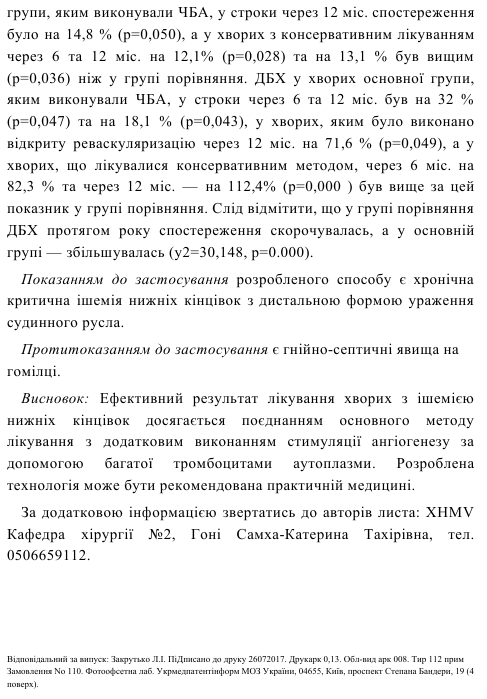 групи, яким виконували ЧБА, у строки через 12 міс. спостереження
було на 14,8 % (p=0,050), а у хворих з консервативним лікуванням
через 6 та 12 міс. на 12,1% (p=0,028) та на 13,1 % був вищим
(p=0,036) ніж у групі порівняння. ДБХ у хворих основної групи,
яким виконували ЧБА, у строки через 6 та 12 міс. був на 32 %
(p=0,047) та на 18,1 % (p=0,043), у хворих, яким було виконано
відкриту реваскуляризацію через 12 міс. на 71,6 % (p=0,049), а у
хворих, що лікувалися консервативним методом, через 6 міс. на
82,3 % та через 12 міс. — на 112,4% (p=0,000 ) був вище за цей
показник у групі порівняння. Слід відмітити, що у групі порівняння
ДБХ протягом року спостереження скорочувалась, а у основній
групі — збільшувалась (у2=30,148, p=0.000).
Показанням до застосування розробленого способу є хронічна
критична ішемія нижніх кінцівок з дистальною формою ураження
судинного русла.
Протитоказанням до застосування є гнійно-септичні явища на
гомілці.
Висновок: Ефективний результат лікування хворих з ішемією
нижніх кінцівок досягається поєднанням основного методу
лікування з додатковим виконанням стимуляції ангіогенезу за
допомогою багатої тромбоцитами аутоплазми. Розроблена
технологія може бути рекомендована практичній медицині.
За додатковою інформацією звертатись до авторів листа: ХНМV
Кафедра хірургії №2, Гоні Самха-Катерина Тахірівна, тел.
0506659112.
Відповідальний за випуск: Закрутько Л.І. ПіДписано до друку 26072017. Друкарк 0,13. Обл-вид арк 008. Тир 112 прим
Замовлення No 110. Фотоофсетна лаб. Укрмедпатентінформ МОЗ України, 04655, Київ, проспект Степана Бандери, 19 (4
поверх).